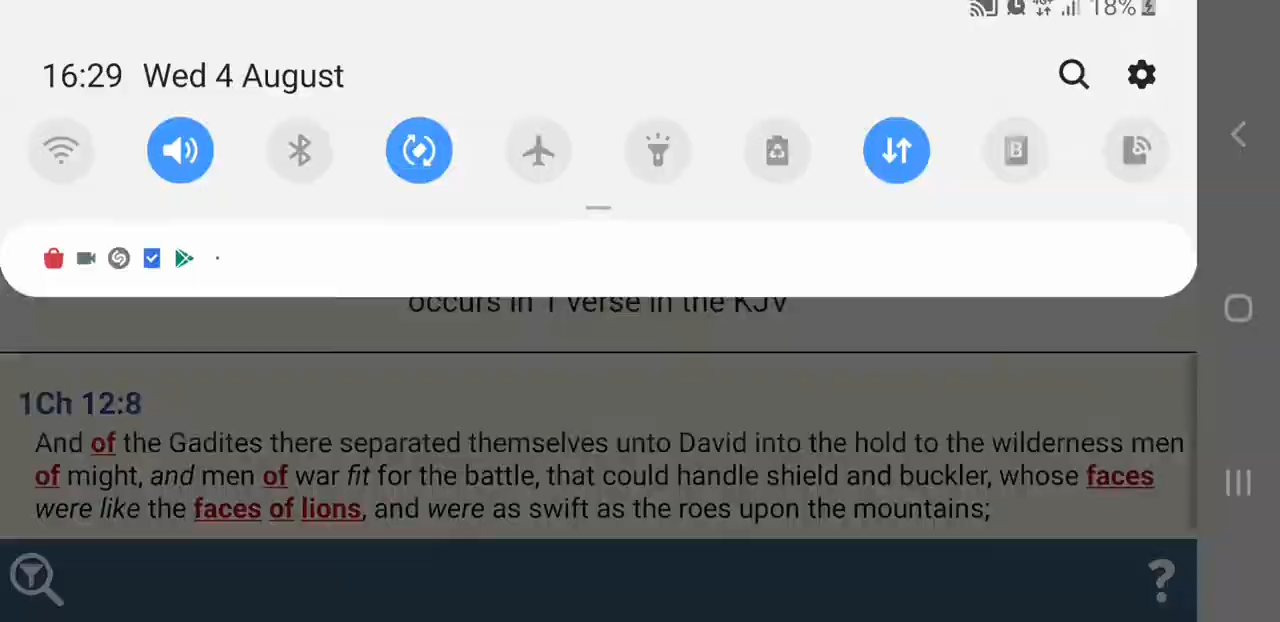 18%
16:29 Wed 4 August
B
occurs in 1 verse in the KJV
1Ch 12:8
And of the Gadites there separated themselves unto David into the hold to the wilderness men
of might, and men of war fit for the battle, that could handle shield and buckler, whose faces
were like the faces of lions, and were as swift as the roes upon the mountains;
?